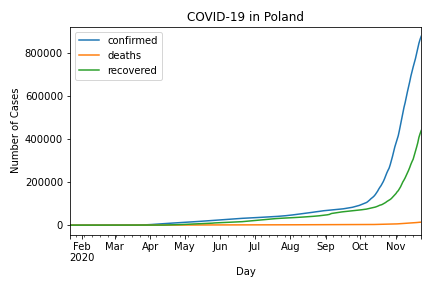 COVID-19 in Poland
confirmed
deaths
recovered
Number of Cases
800000
600000
400000
200000
0
Feb Mar Apr May Jun Jul Aug Sep Oct Nov
2020
Day